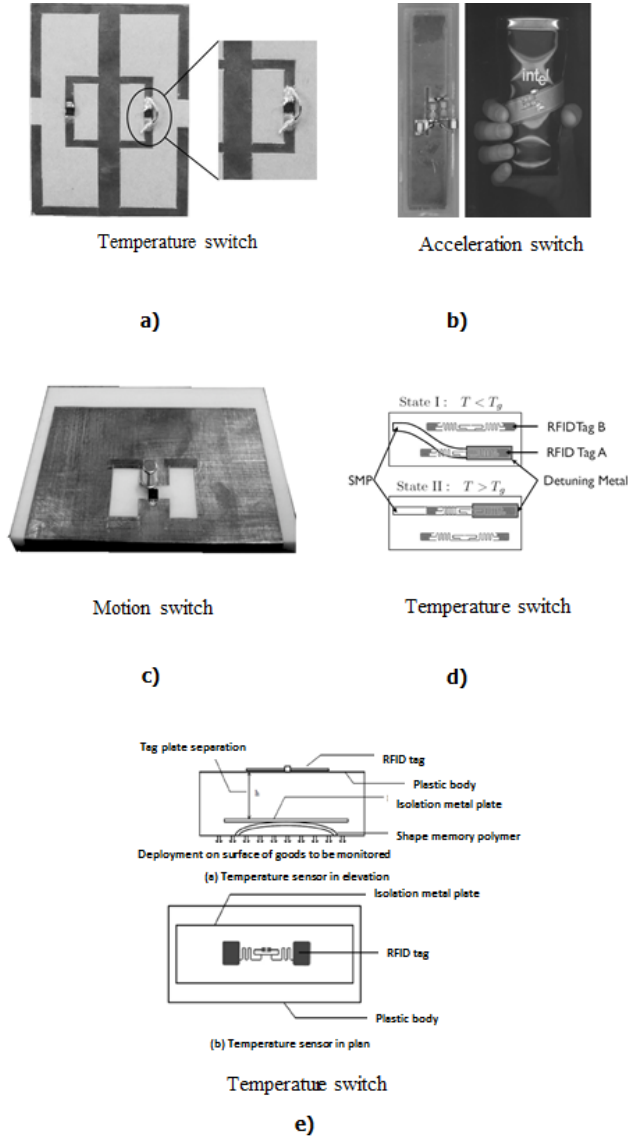 intel
Temperature switch
Acceleration switch
a)
b)
State I : T < Tg
RFID Tag B
RFID Tag A
SMP
Detuning Metal
State II : T > Tg
Motion switch
Temperature switch
c)
d)
Tag plate separation
RFID tag
Plastic body
h
Isolation metal plate
Shape memory polymer
Deployment on surface of goods to be monitored
(a) Temperature sensor in elevation
Isolation metal plate
RFID tag
Plastic body
(b) Temperature sensor in plan
Temperature switch
e)